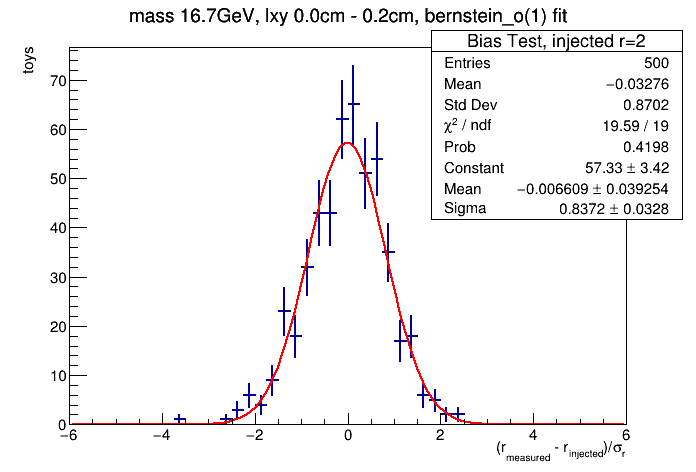 mass 16.7GeV, lxy 0.0cm - 0.2cm, bernstein_o(1) fit
Bias Test, injected r=2
Entries 500
Mean −0.03276
Std Dev 0.8702
χ² / ndf 19.59 / 19
Prob 0.4198
Constant 57.33 ± 3.42
Mean −0.006609 ± 0.039254
Sigma 0.8372 ± 0.0328
toys
70
60
50
40
30
20
10
0
−6 −4 −2 0 2 4 6
(r_measured - r_injected)/σ_r